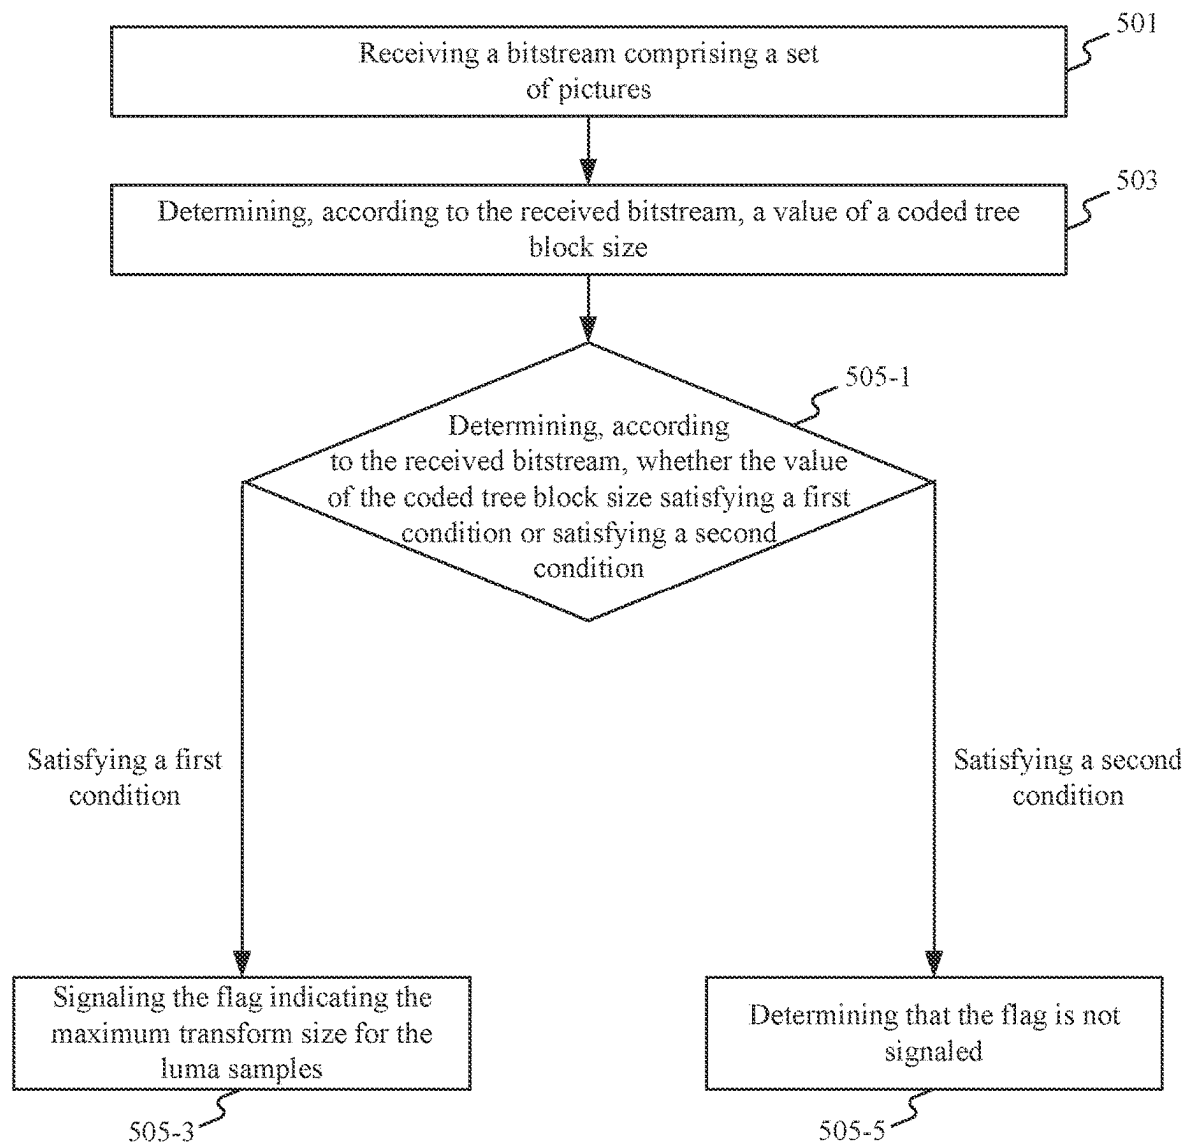 501
Receiving a bitstream comprising a set
of pictures
503
Determining, according to the received bitstream, a value of a coded tree
block size
505-1
Determining, according
to the received bitstream, whether the value
of the coded tree block size satisfying a first
condition or satisfying a second
condition
Satisfying a first
condition
Satisfying a second
condition
Signaling the flag indicating the
maximum transform size for the
luma samples
Determining that the flag is not
signaled
505-3
505-5